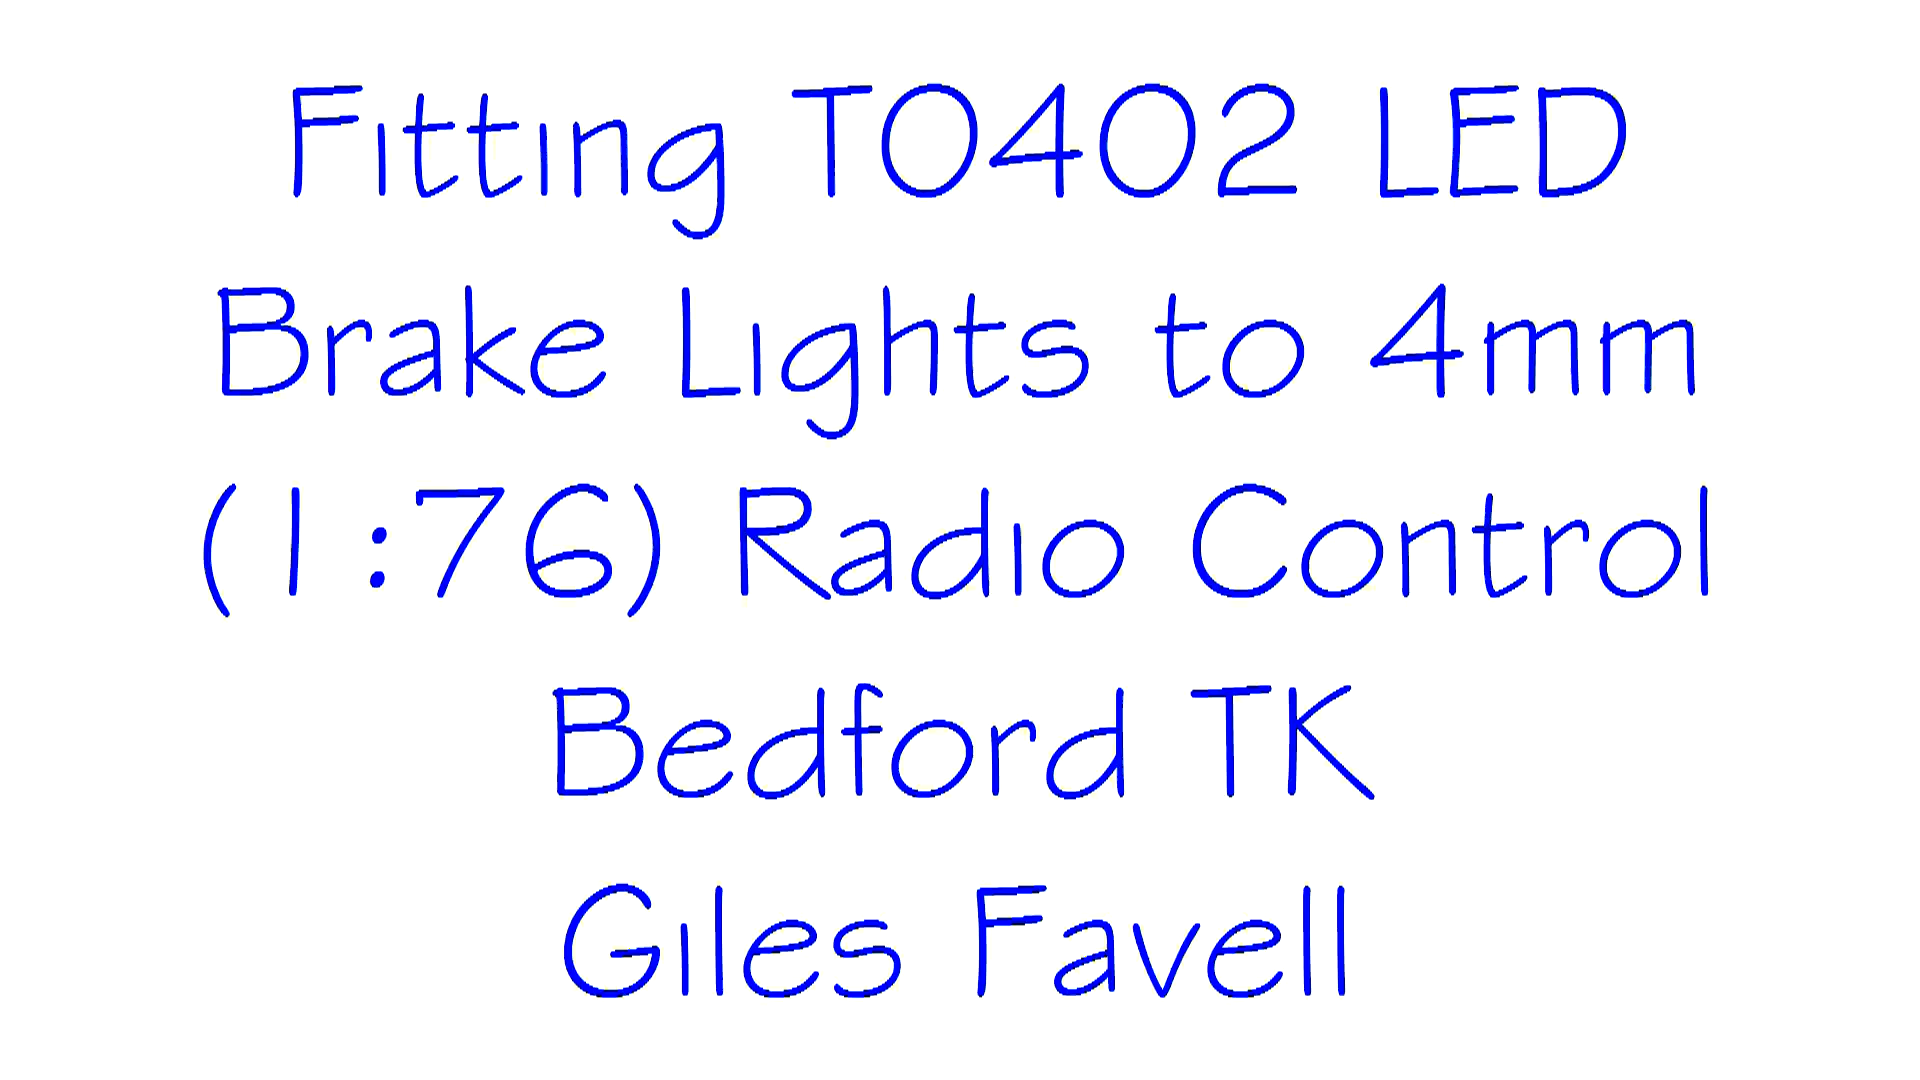 Fitting T0402 LED
Brake Lights to 4mm
(1:76) Radio Control
Bedford TK
Giles Favell